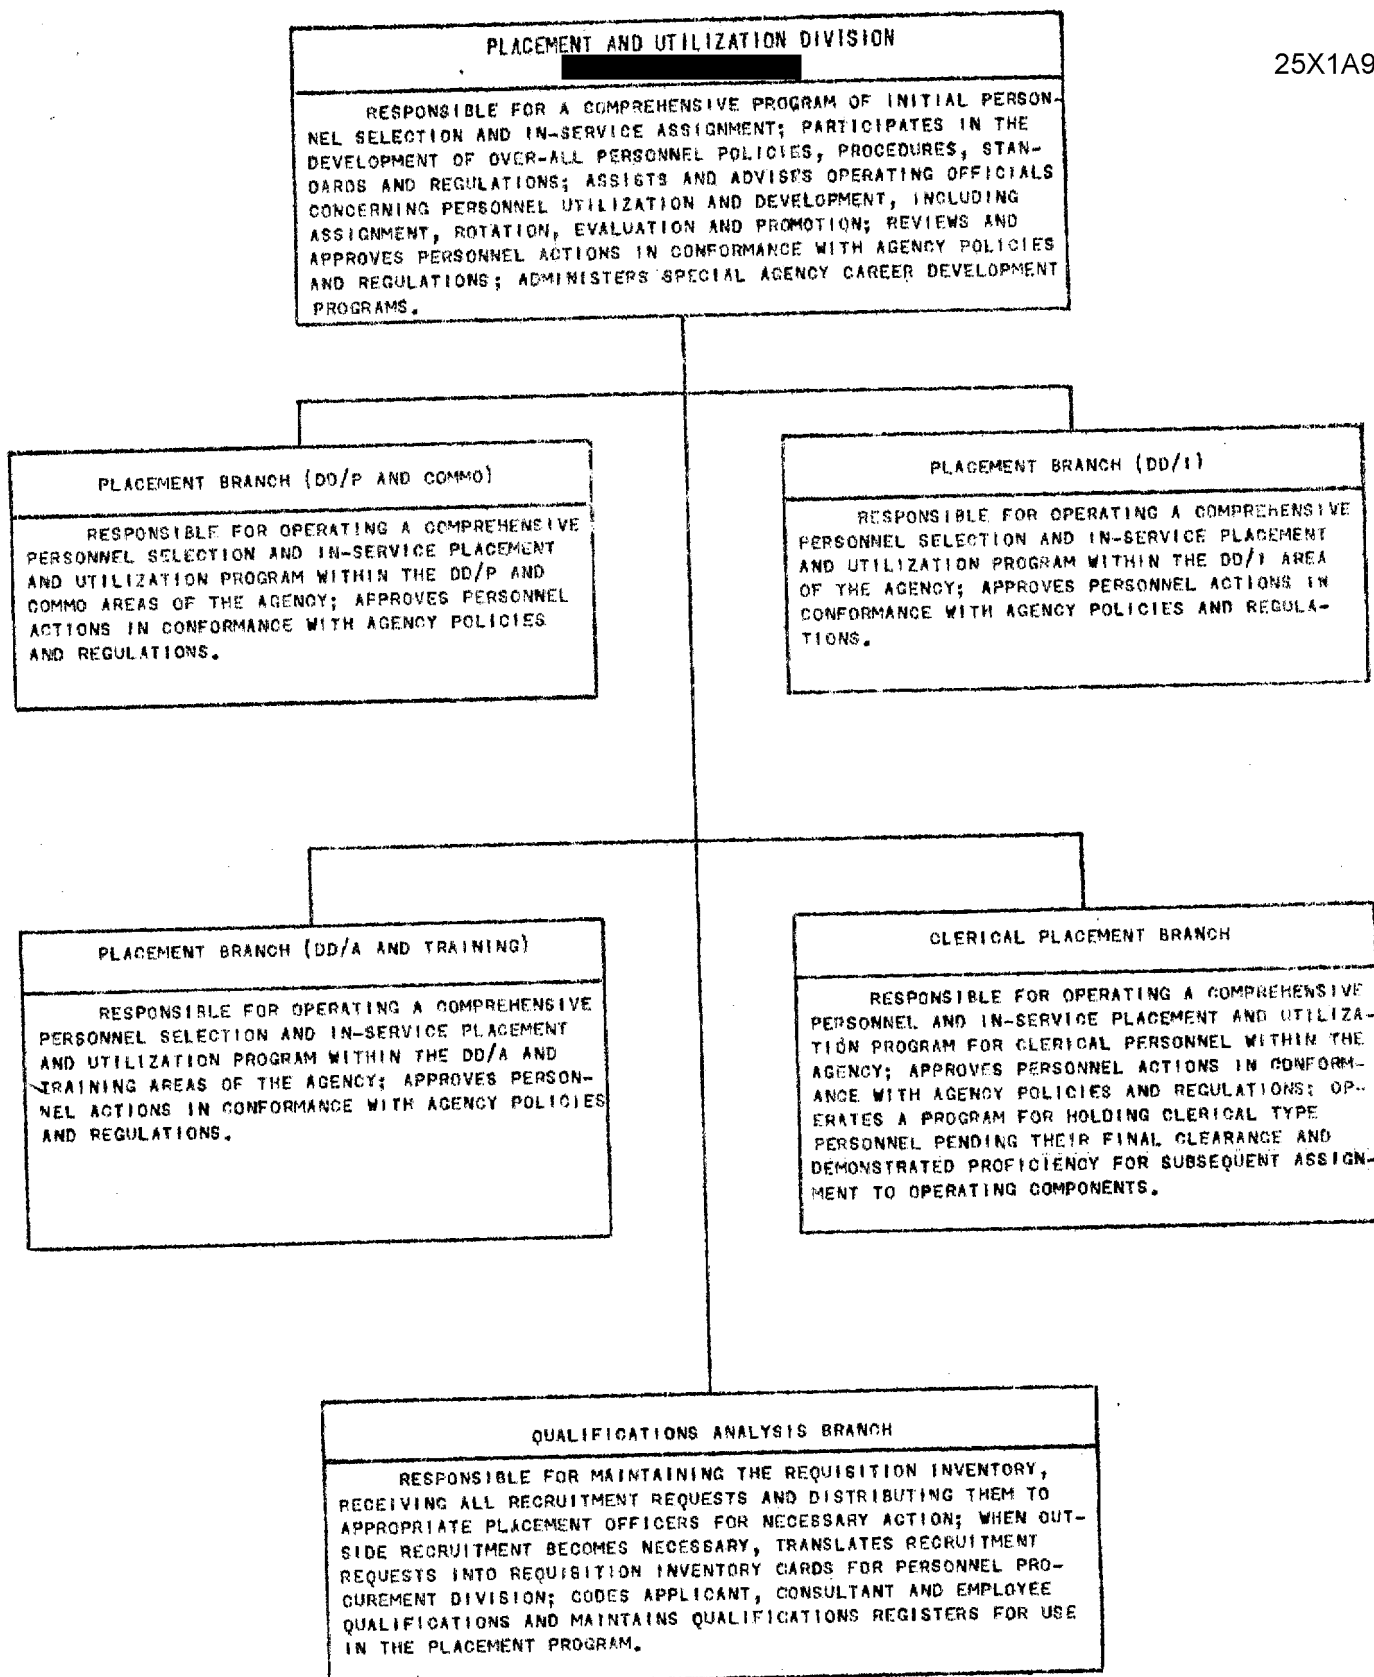 PLACEMENT AND UTILIZATION DIVISION
25X1A9
RESPONSIBLE FOR A COMPREHENSIVE PROGRAM OF INITIAL PERSON-
NEL SELECTION AND IN-SERVICE ASSIGNMENT; PARTICIPATES IN THE
DEVELOPMENT OF OVER-ALL PERSONNEL POLICIES, PROCEDURES, STAN-
DARDS AND REGULATIONS; ASSISTS AND ADVISES OPERATING OFFICIALS
CONCERNING PERSONNEL UTILIZATION AND DEVELOPMENT, INCLUDING
ASSIGNMENT, ROTATION, EVALUATION AND PROMOTION; REVIEWS AND
APPROVES PERSONNEL ACTIONS IN CONFORMANCE WITH AGENCY POLICIES
AND REGULATIONS; ADMINISTERS SPECIAL AGENCY CAREER DEVELOPMENT
PROGRAMS.
PLACEMENT BRANCH (DD/P AND COMMO)
RESPONSIBLE FOR OPERATING A COMPREHENSIVE
PERSONNEL SELECTION AND IN-SERVICE PLACEMENT
AND UTILIZATION PROGRAM WITHIN THE DD/P AND
COMMO AREAS OF THE AGENCY; APPROVES PERSONNEL
ACTIONS IN CONFORMANCE WITH AGENCY POLICIES
AND REGULATIONS.
PLACEMENT BRANCH (DD/I)
RESPONSIBLE FOR OPERATING A COMPREHENSIVE
PERSONNEL SELECTION AND IN-SERVICE PLACEMENT
AND UTILIZATION PROGRAM WITHIN THE DD/I AREA
OF THE AGENCY; APPROVES PERSONNEL ACTIONS IN
CONFORMANCE WITH AGENCY POLICIES AND REGULA-
TIONS.
PLACEMENT BRANCH (DD/A AND TRAINING)
RESPONSIBLE FOR OPERATING A COMPREHENSIVE
PERSONNEL SELECTION AND IN-SERVICE PLACEMENT
AND UTILIZATION PROGRAM WITHIN THE DD/A AND
TRAINING AREAS OF THE AGENCY; APPROVES PERSON-
NEL ACTIONS IN CONFORMANCE WITH AGENCY POLICIES
AND REGULATIONS.
CLERICAL PLACEMENT BRANCH
RESPONSIBLE FOR OPERATING A COMPREHENSIVE
PERSONNEL AND IN-SERVICE PLACEMENT AND UTILIZA-
TION PROGRAM FOR CLERICAL PERSONNEL WITHIN THE
AGENCY; APPROVES PERSONNEL ACTIONS IN CONFORM-
ANCE WITH AGENCY POLICIES AND REGULATIONS; OP-
ERATES A PROGRAM FOR HOLDING CLERICAL TYPE
PERSONNEL PENDING THEIR FINAL CLEARANCE AND
DEMONSTRATED PROFICIENCY FOR SUBSEQUENT ASSIGN-
MENT TO OPERATING COMPONENTS.
QUALIFICATIONS ANALYSIS BRANCH
RESPONSIBLE FOR MAINTAINING THE REQUISITION INVENTORY,
RECEIVING ALL RECRUITMENT REQUESTS AND DISTRIBUTING THEM TO
APPROPRIATE PLACEMENT OFFICERS FOR NECESSARY ACTION; WHEN OUT-
SIDE RECRUITMENT BECOMES NECESSARY, TRANSLATES RECRUITMENT
REQUESTS INTO REQUISITION INVENTORY CARDS FOR PERSONNEL PRO-
CUREMENT DIVISION; CODES APPLICANT, CONSULTANT AND EMPLOYEE
QUALIFICATIONS AND MAINTAINS QUALIFICATIONS REGISTERS FOR USE
IN THE PLACEMENT PROGRAM.